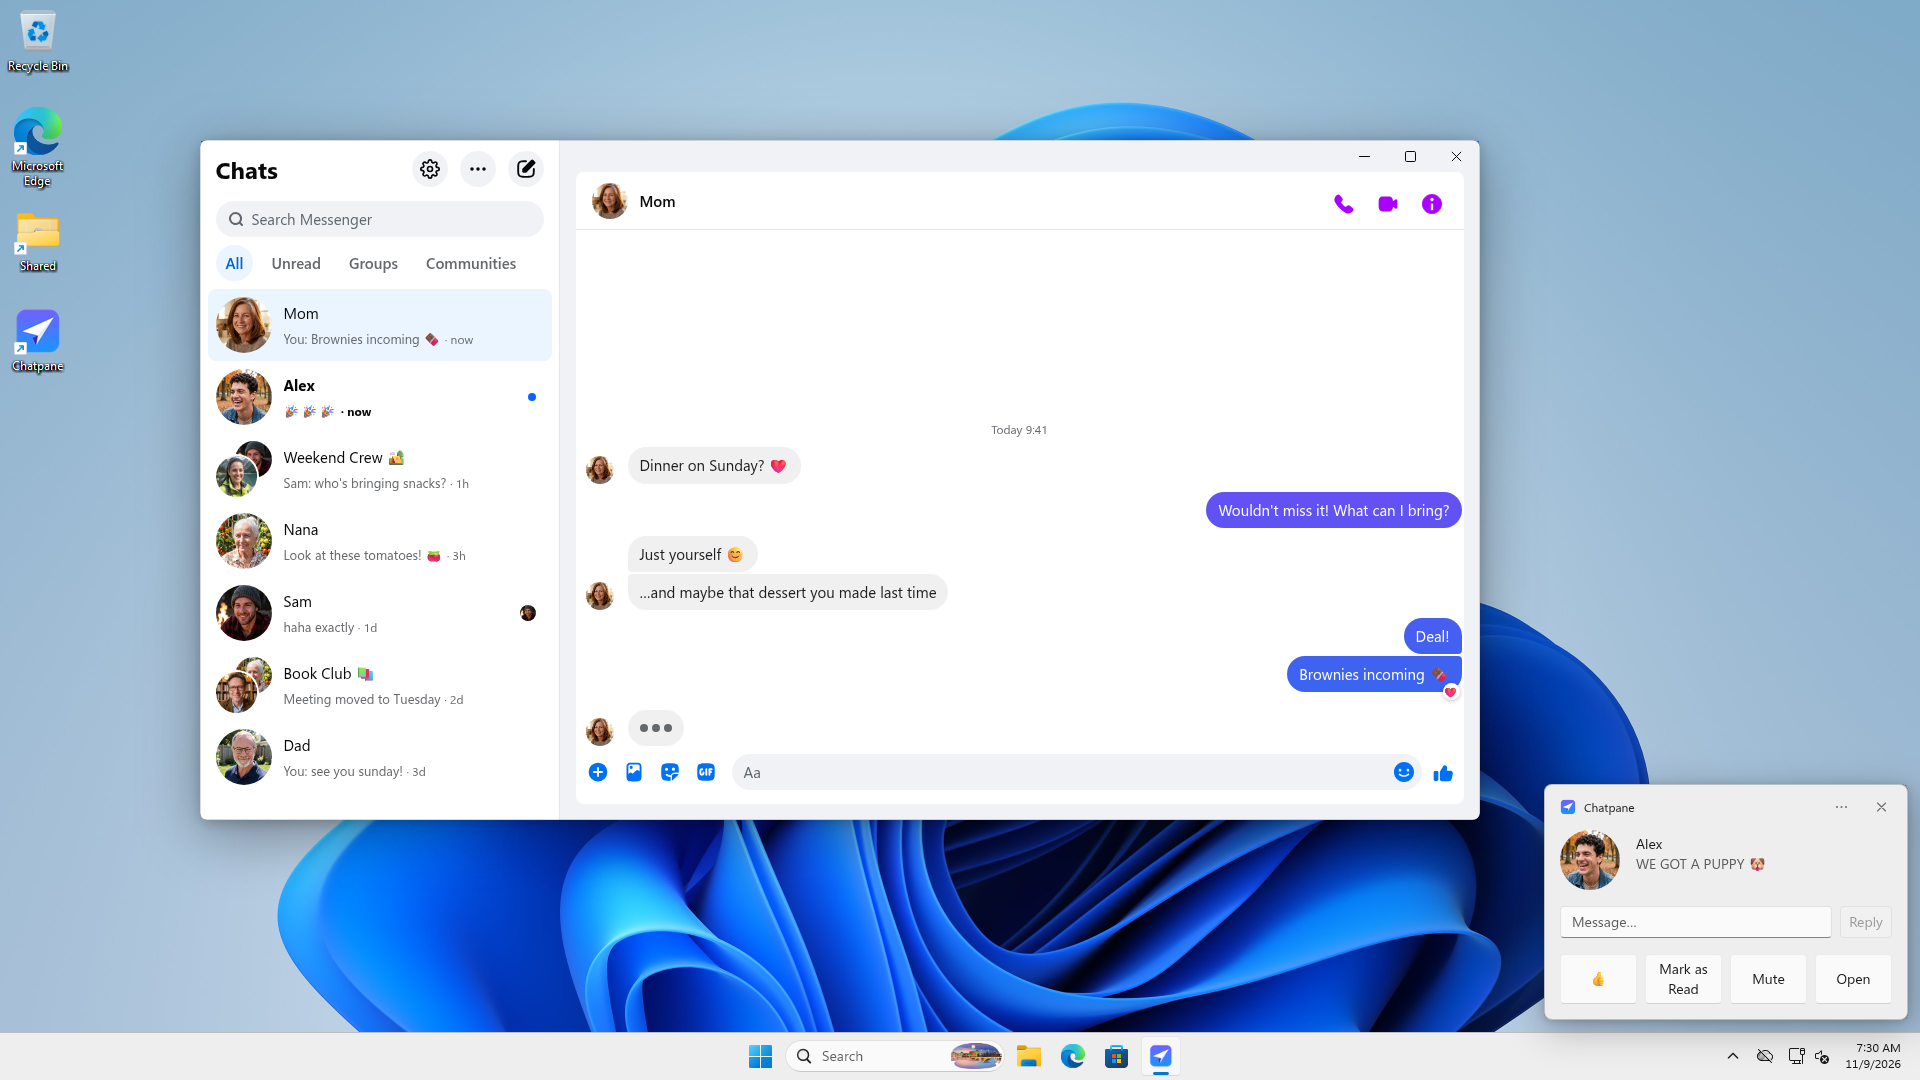 Recycle Bin
Microsoft
Edge
Shared
Chatpane
Chats
Search Messenger
All
Unread
Groups
Communities
Mom
You: Brownies incoming 🍫 · now
Alex
🎉 🎉 🎉 · now
Weekend Crew 🏕️
Sam: who's bringing snacks? · 1h
Nana
Look at these tomatoes! 🍅 · 3h
Sam
haha exactly · 1d
Book Club 📚
Meeting moved to Tuesday · 2d
Dad
You: see you sunday! · 3d
Mom
Today 9:41
Dinner on Sunday? ❤️
Wouldn't miss it! What can I bring?
Just yourself 😊
...and maybe that dessert you made last time
Deal!
Brownies incoming 🍫
GIF
Aa
Chatpane
Alex
WE GOT A PUPPY 🐶
Message...
Reply
👍
Mark as
Read
Mute
Open
Search
7:30 AM
11/9/2026